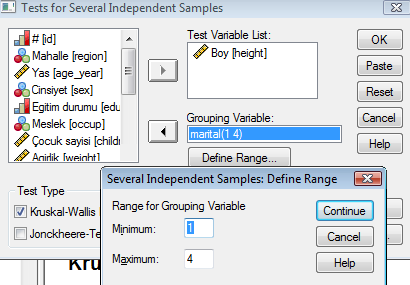 Tests for Several Independent Samples
# [id]
Mahalle [region]
Yas [age_year]
Cinsiyet [sex]
Egitim durumu [edu
Meslek [occup]
Çocuk sayisi [childr
Agirlik [weight]
Test Variable List:
Boy [height]
Grouping Variable:
marital(1 4)
Define Range...
OK
Paste
Reset
Cancel
Help
Test Type
Kruskal-Wallis
Jonckheere-Te
Several Independent Samples: Define Range
Range for Grouping Variable
Minimum: 1
Maximum: 4
Continue
Cancel
Help
Kru